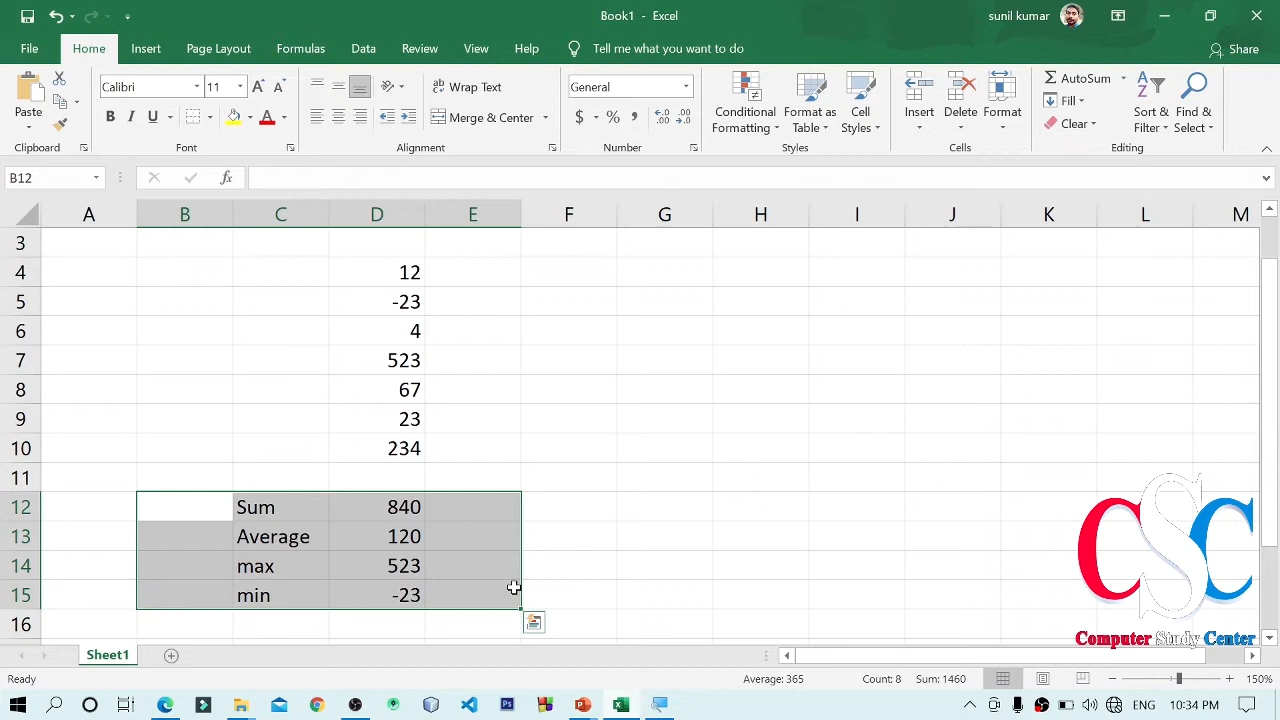 Book1 - Excel
sunil kumar
File Home Insert Page Layout Formulas Data Review View Help Tell me what you want to do Share
Paste
Clipboard
Calibri 11
B I U A
Font
Wrap Text
Merge & Center
Alignment
General
$ % ,
Number
Conditional Formatting
Format as Table
Cell Styles
Styles
Insert Delete Format
Cells
AutoSum
Fill
Clear
Sort & Filter
Find & Select
Editing
B12 fx
A B C D E F G H I J K L M
3
4 12
5 -23
6 4
7 523
8 67
9 23
10 234
11
12 Sum 840
13 Average 120
14 max 523
15 min -23
16
CSC
Computer Study Center
Sheet1
Ready Average: 365 Count: 8 Sum: 1460 150%
ENG 10:34 PM